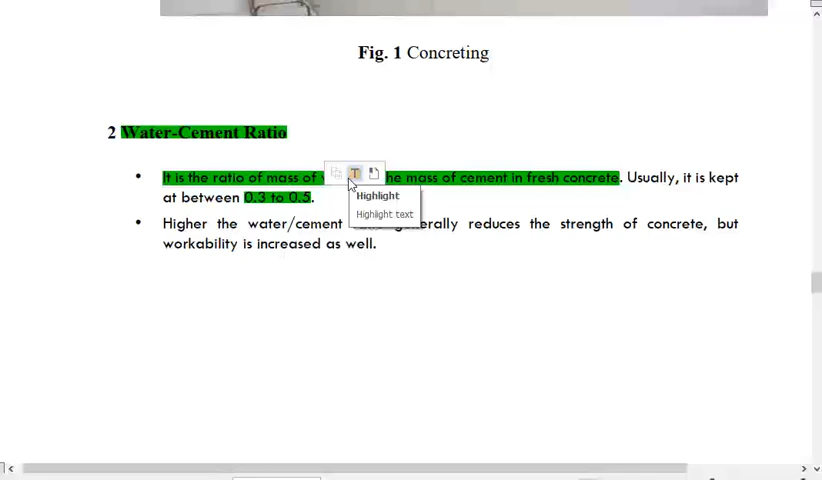 Fig. 1 Concreting
2 Water-Cement Ratio
• It is the ratio of mass of he mass of cement in fresh concrete. Usually, it is kept
T
at between 0.3 to 0.5.
Highlight
Highlight text
• Higher the water/cement generally reduces the strength of concrete, but
workability is increased as well.